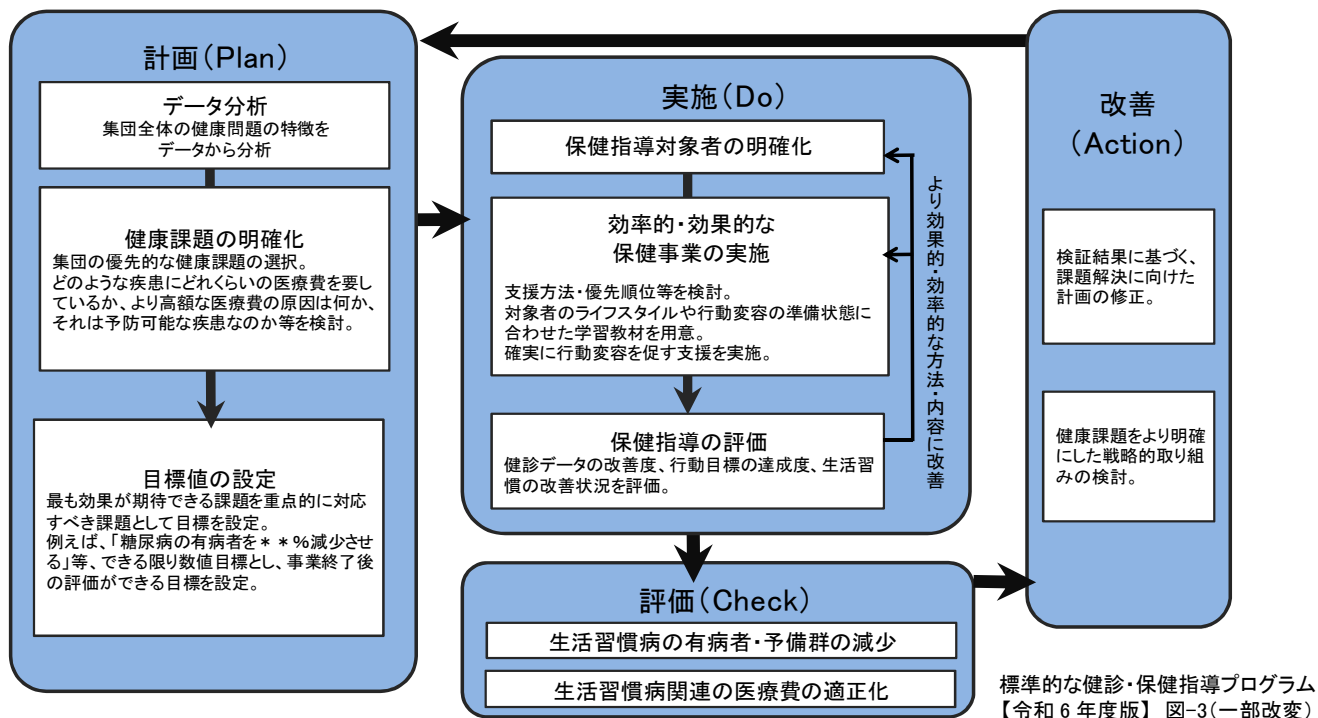 計画（Plan）
データ分析
集団全体の健康問題の特徴を
データから分析
健康課題の明確化
集団の優先的な健康課題の選択。
どのような疾患にどれくらいの医療費を要し
ているか、より高額な医療費の原因は何か、
それは予防可能な疾患なのか等を検討。
目標値の設定
最も効果が期待できる課題を重点的に対応
すべき課題として目標を設定。
例えば、「糖尿病の有病者を＊＊％減少させ
る」等、できる限り数値目標とし、事業終了後
の評価ができる目標を設定。
実施（Do）
保健指導対象者の明確化
効率的・効果的な
保健事業の実施
支援方法・優先順位等を検討。
対象者のライフスタイルや行動変容の準備状態に
合わせた学習教材を用意。
確実に行動変容を促す支援を実施。
保健指導の評価
健診データの改善度、行動目標の達成度、生活習
慣の改善状況を評価。
より効果的・効率的な方法・内容に改善
評価（Check）
生活習慣病の有病者・予備群の減少
生活習慣病関連の医療費の適正化
改善
（Action）
検証結果に基づく、
課題解決に向けた
計画の修正。
健康課題をより明確
にした戦略的取り組
みの検討。
標準的な健診・保健指導プログラム
【令和６年度版】 図-3（一部改変）